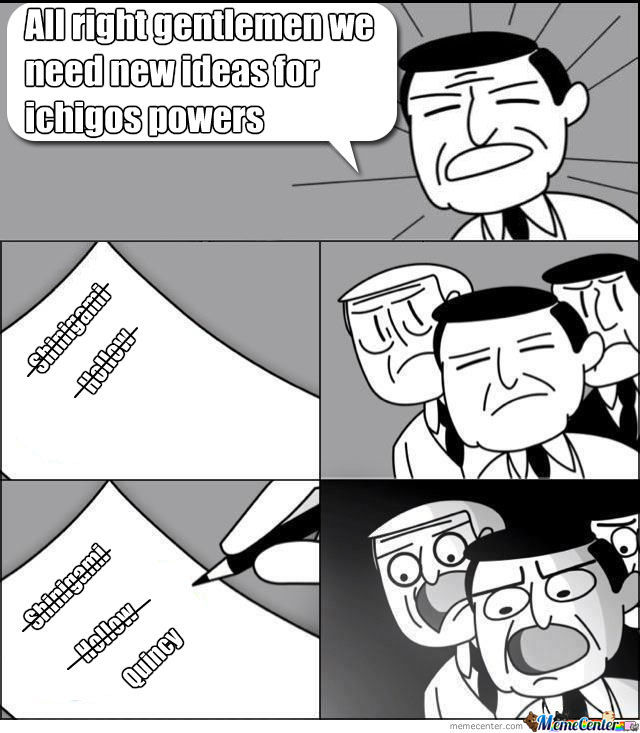 All right gentlemen we
need new ideas for
ichigos powers
Shinigami
Hollow
Shinigami
Hollow
Quincy
memecenter.com
MemeCenter